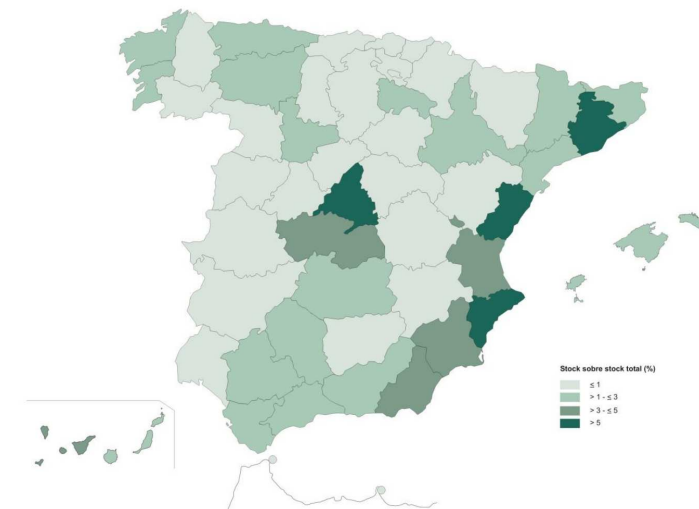 Stock sobre stock total (%)
≤ 1
> 1 - ≤ 3
> 3 - ≤ 5
> 5